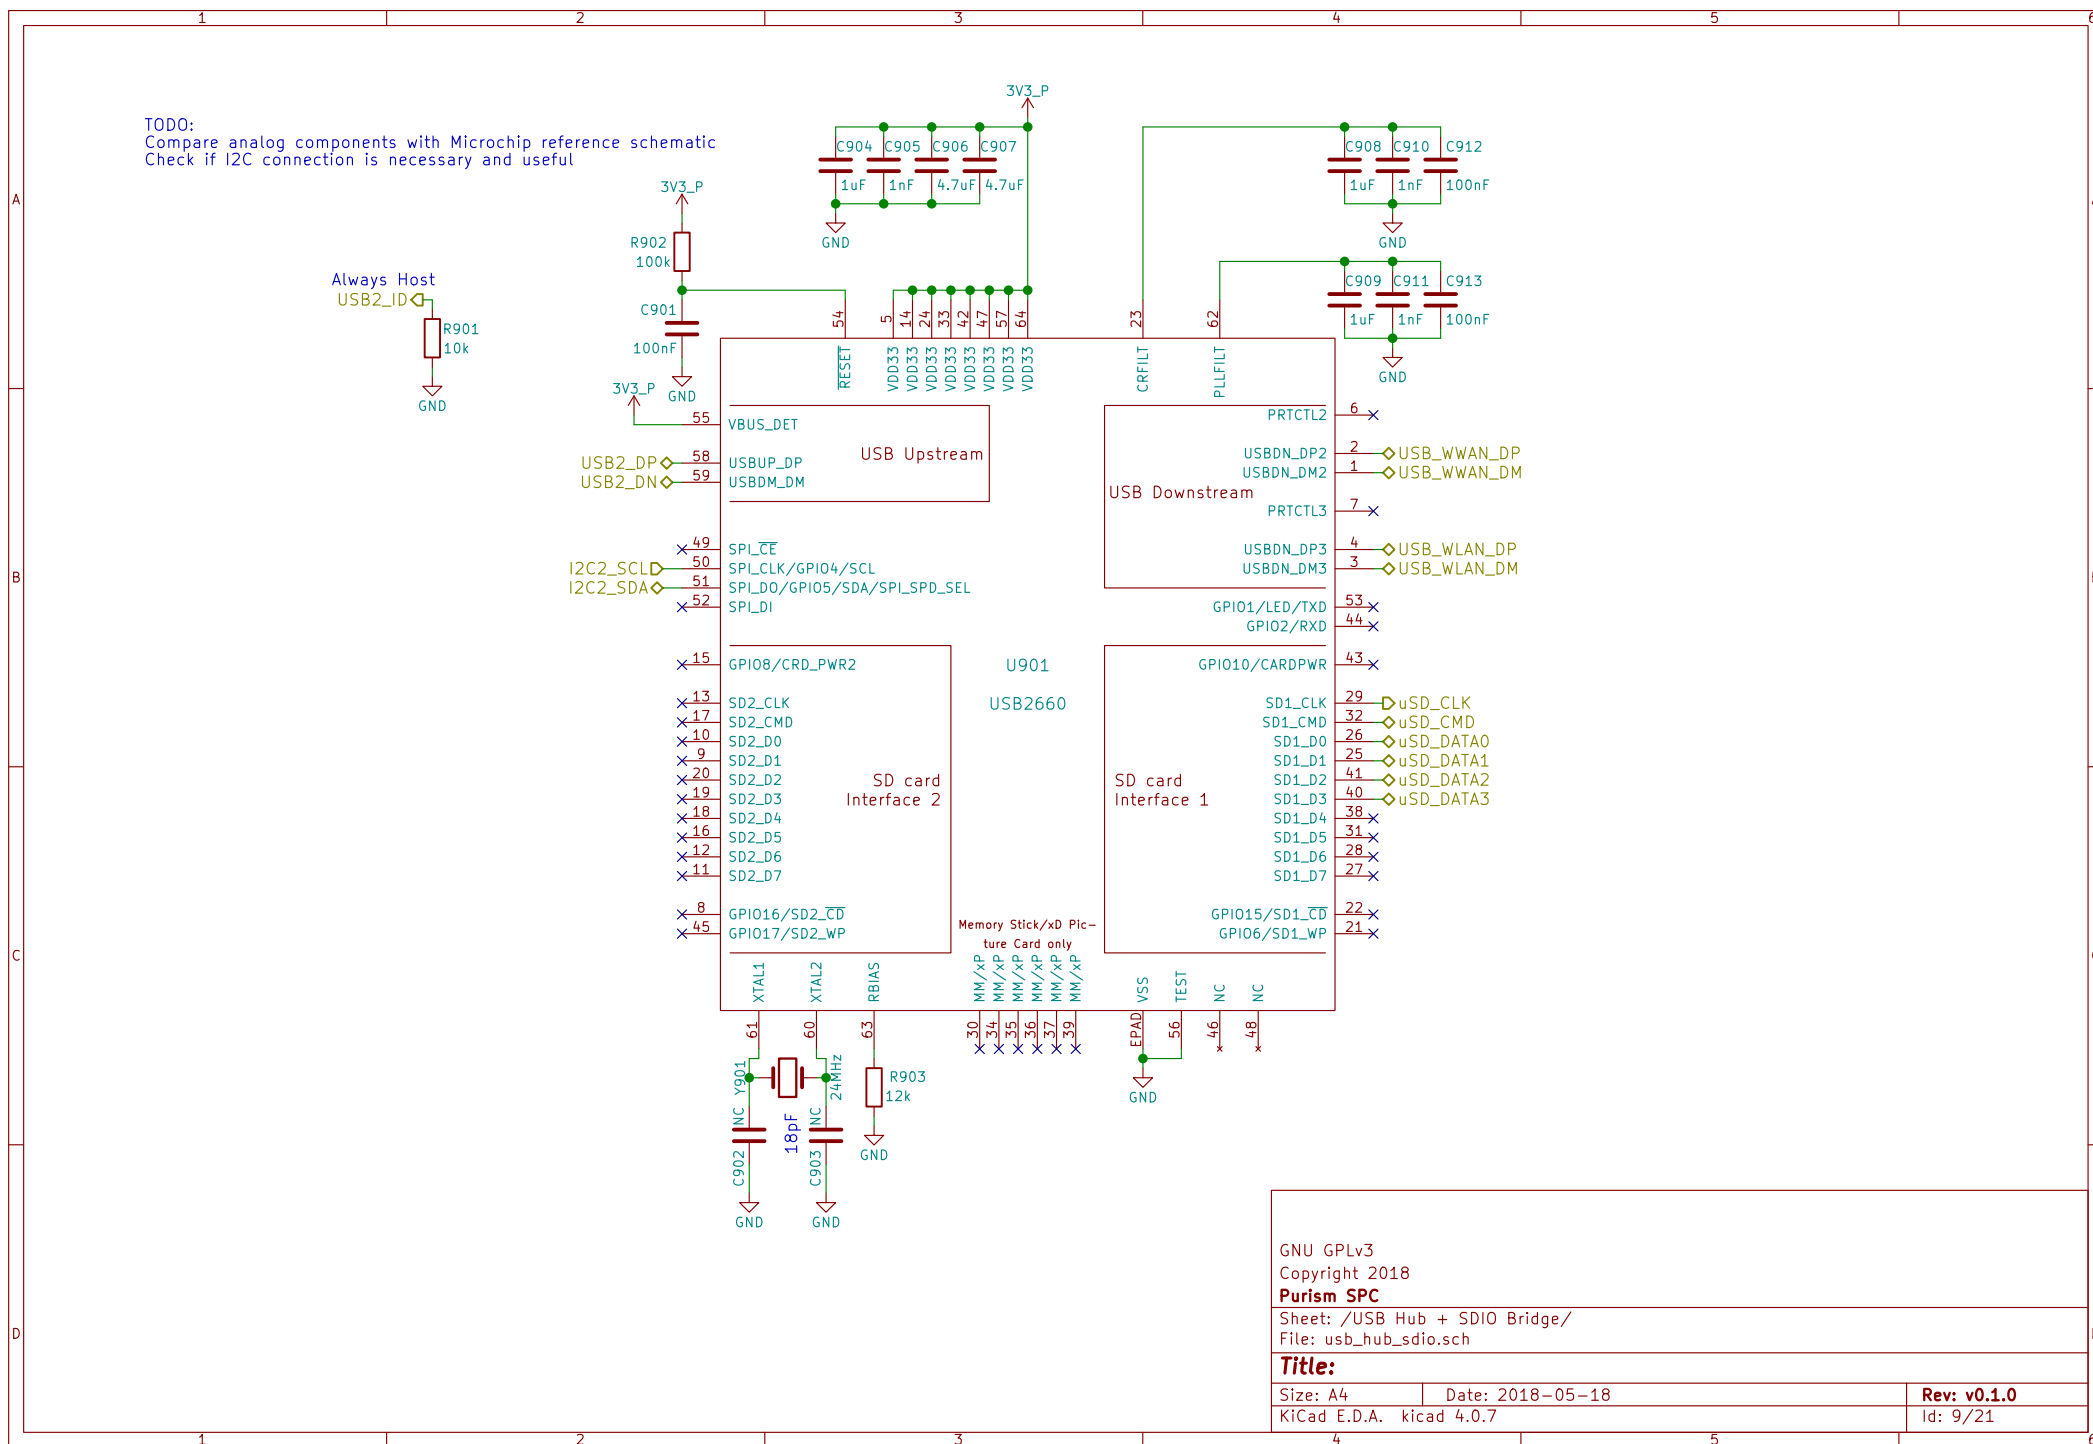 1 2 3 4 5 6
TODO:
Compare analog components with Microchip reference schematic
Check if I2C connection is necessary and useful
3V3_P
C904 C905 C906 C907
1uF 1nF 4.7uF 4.7uF
GND
C908 C910 C912
1uF 1nF 100nF
GND
A
3V3_P
R902
100k
C901
100nF
GND
C909 C911 C913
1uF 1nF 100nF
GND
Always Host
USB2_ID
R901
10k
GND
54 5 14 24 33 42 47 57 64 23 62
RESET VDD33 VDD33 VDD33 VDD33 VDD33 VDD33 VDD33 VDD33 CRFILT PLLFILT
3V3_P
55 VBUS_DET
USB2_DP 58 USBUP_DP
USB2_DN 59 USBDM_DM
USB Upstream
PRTCTL2 6
USBDN_DP2 2 USB_WWAN_DP
USBDN_DM2 1 USB_WWAN_DM
USB Downstream
PRTCTL3 7
USBDN_DP3 4 USB_WLAN_DP
USBDN_DM3 3 USB_WLAN_DM
B
49 SPI_CE
I2C2_SCL 50 SPI_CLK/GPIO4/SCL
I2C2_SDA 51 SPI_DO/GPIO5/SDA/SPI_SPD_SEL
52 SPI_DI
GPIO1/LED/TXD 53
GPIO2/RXD 44
15 GPIO8/CRD_PWR2
U901
USB2660
GPIO10/CARDPWR 43
13 SD2_CLK
17 SD2_CMD
10 SD2_D0
9 SD2_D1
20 SD2_D2
19 SD2_D3
18 SD2_D4
16 SD2_D5
12 SD2_D6
11 SD2_D7
SD card
Interface 2
8 GPIO16/SD2_CD
45 GPIO17/SD2_WP
SD card
Interface 1
SD1_CLK 29 uSD_CLK
SD1_CMD 32 uSD_CMD
SD1_D0 26 uSD_DATA0
SD1_D1 25 uSD_DATA1
SD1_D2 41 uSD_DATA2
SD1_D3 40 uSD_DATA3
SD1_D4 38
SD1_D5 31
SD1_D6 28
SD1_D7 27
GPIO15/SD1_CD 22
GPIO6/SD1_WP 21
C
Memory Stick/xD Pic-
ture Card only
XTAL1 XTAL2 RBIAS MM/xP MM/xP MM/xP MM/xP MM/xP MM/xP VSS TEST NC NC
61 60 63 30 34 35 36 37 39 EPAD 56 46 48
Y901 24MHz
R903
12k
GND
GND
NC NC
18pF
C902 C903
GND GND
D
GNU GPLv3
Copyright 2018
Purism SPC
Sheet: /USB Hub + SDIO Bridge/
File: usb_hub_sdio.sch
Title:
Size: A4 Date: 2018-05-18 Rev: v0.1.0
KiCad E.D.A. kicad 4.0.7 Id: 9/21
1 2 3 4 5 6